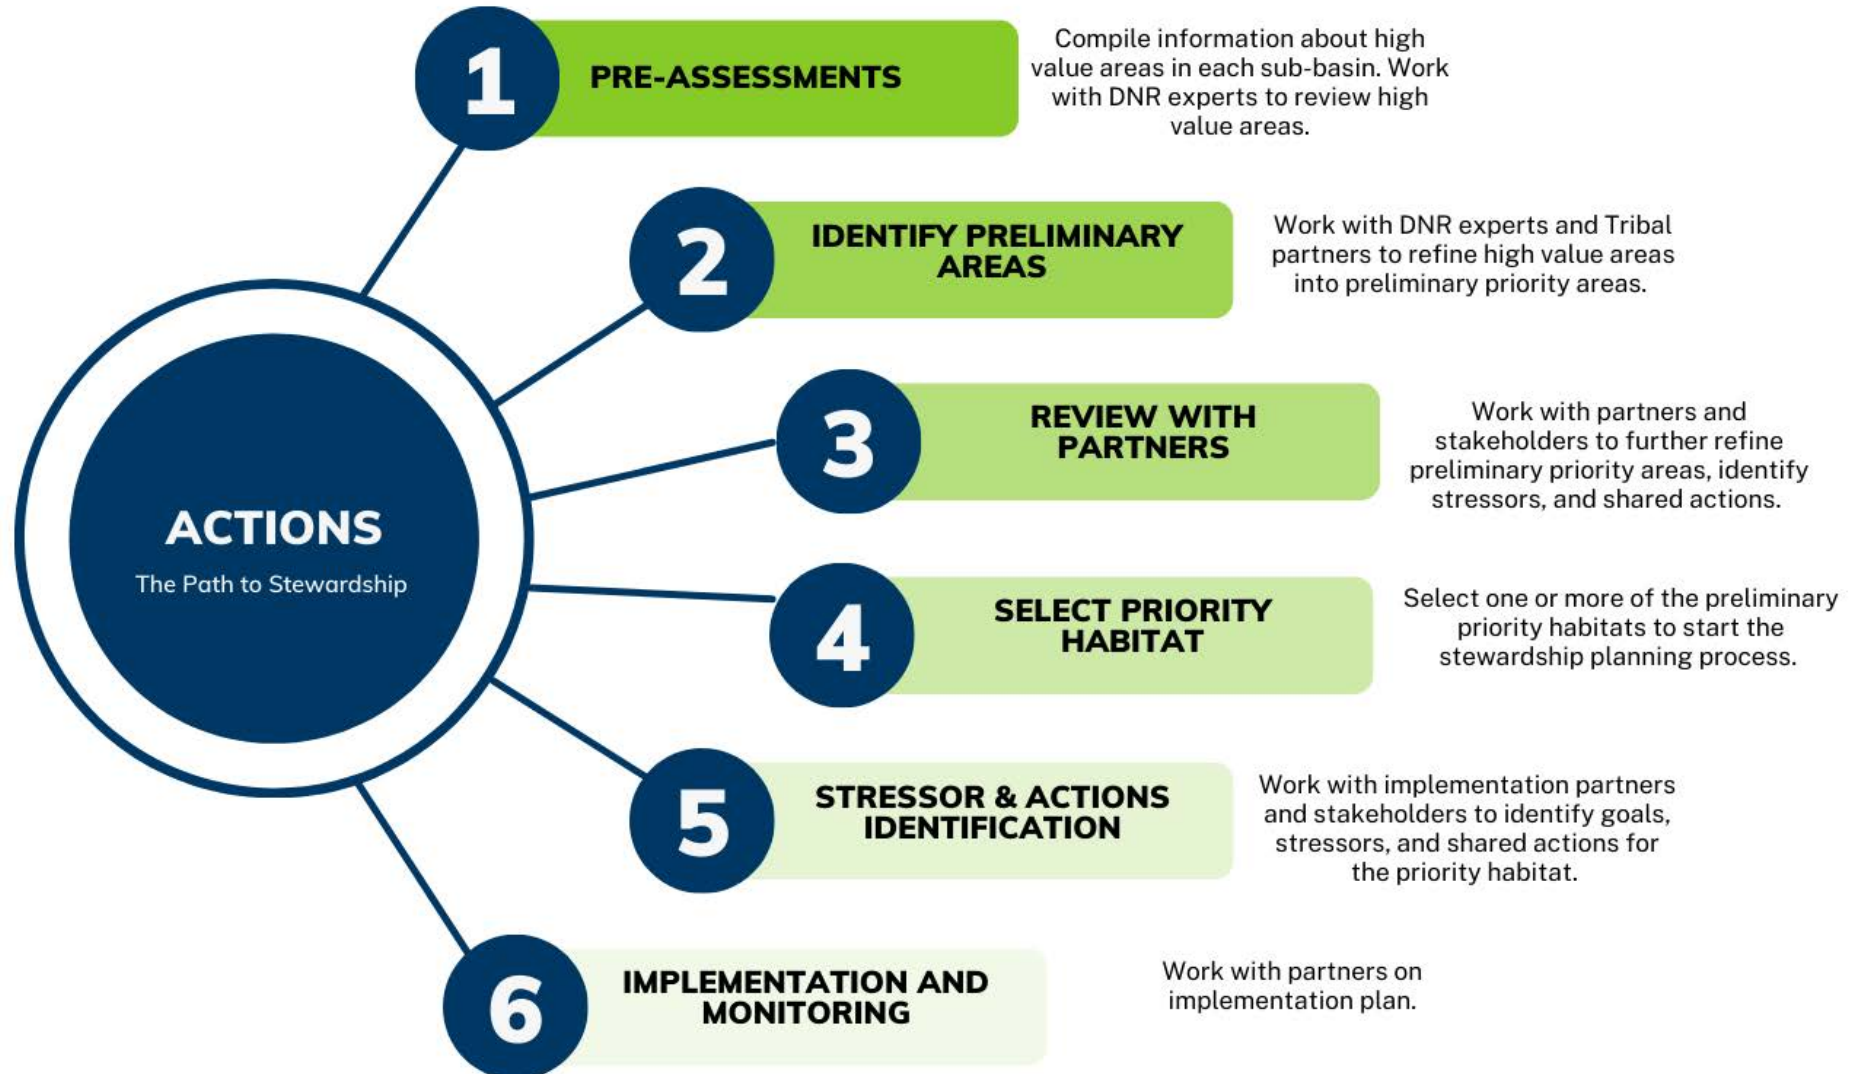 1
PRE-ASSESSMENTS
Compile information about high
value areas in each sub-basin. Work
with DNR experts to review high
value areas.
2
IDENTIFY PRELIMINARY
AREAS
Work with DNR experts and Tribal
partners to refine high value areas
into preliminary priority areas.
3
REVIEW WITH
PARTNERS
Work with partners and
stakeholders to further refine
preliminary priority areas, identify
stressors, and shared actions.
ACTIONS
The Path to Stewardship
4
SELECT PRIORITY
HABITAT
Select one or more of the preliminary
priority habitats to start the
stewardship planning process.
5
STRESSOR & ACTIONS
IDENTIFICATION
Work with implementation partners
and stakeholders to identify goals,
stressors, and shared actions for
the priority habitat.
6
IMPLEMENTATION AND
MONITORING
Work with partners on
implementation plan.